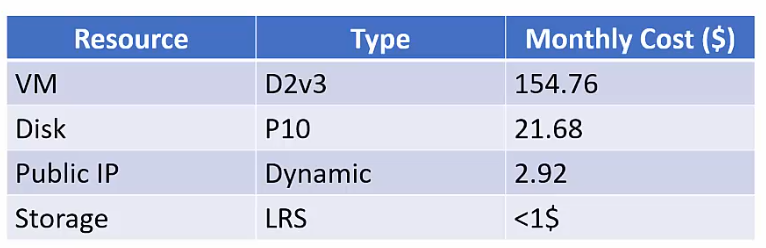 Resource Type Monthly Cost ($)
VM D2v3 154.76
Disk P10 21.68
Public IP Dynamic 2.92
Storage LRS <1$